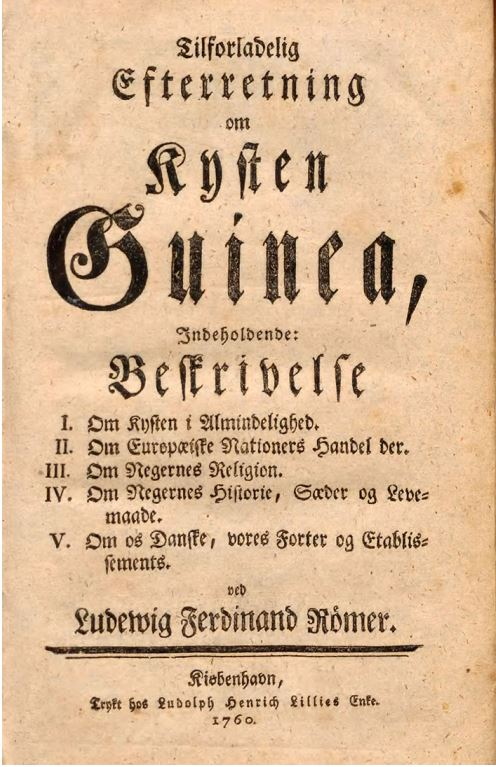 Tilforladelig
Efterretning
om
Kysten
Guinea,
Indeholdende:
Beskrivelse
I. Om Kysten i Almindelighed.
II. Om Europæiske Nationers Handel der.
III. Om Negernes Religion.
IV. Om Negernes Historie, Sæder og Leve-
maade.
V. Om os Danske, vores Forter og Etablis-
sements.
ved
Ludewig Ferdinand Römer.
Kiøbenhavn,
Trykt hos Ludolph Henrich Lillies Enke.
1760.